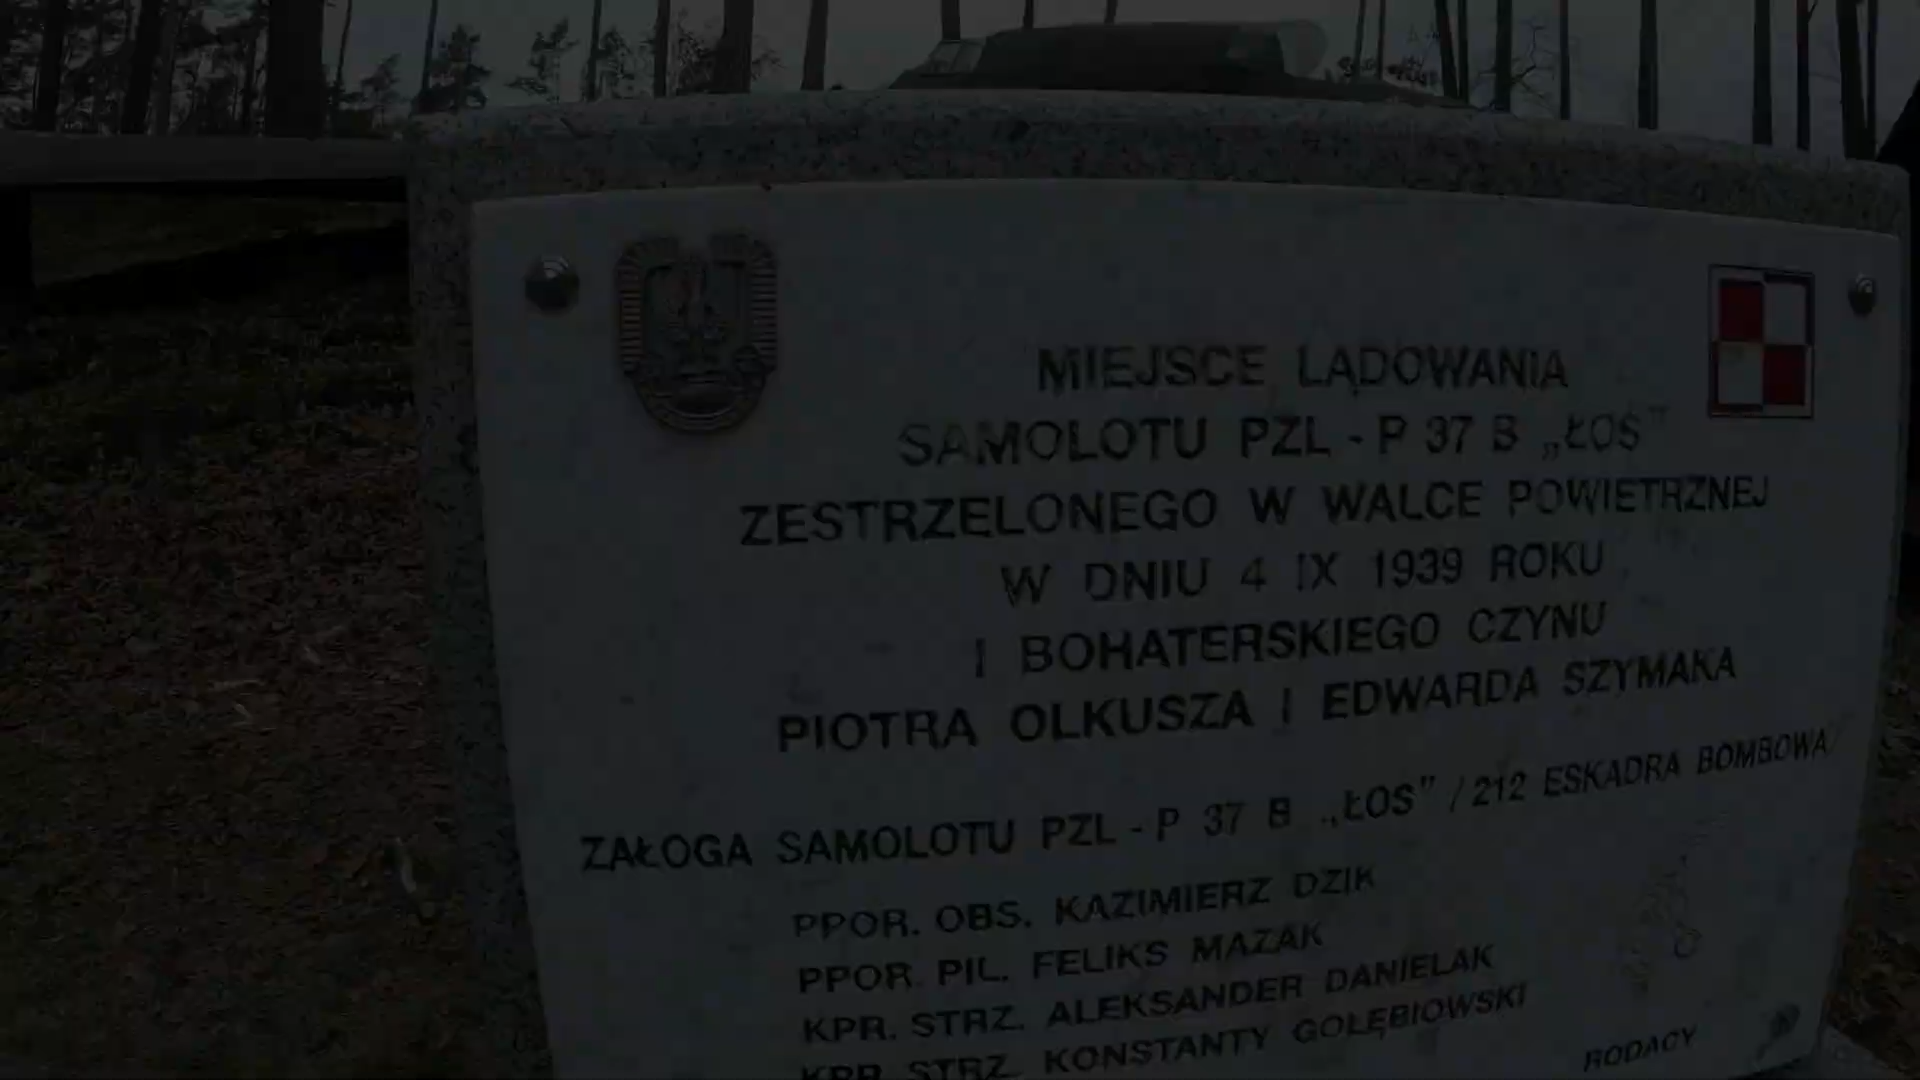 MIEJSCE LĄDOWANIA
SAMOLOTU PZL - P 37 B „ŁOŚ”
ZESTRZELONEGO W WALCE POWIETRZNEJ
W DNIU 4 IX 1939 ROKU
I BOHATERSKIEGO CZYNU
PIOTRA OLKUSZA I EDWARDA SZYMAKA
ZAŁOGA SAMOLOTU PZL - P 37 B „ŁOS” / 212 ESKADRA BOMBOWA/
PPOR. OBS. KAZIMIERZ DZIK
PPOR. PIL. FELIKS MAZAK
KPR. STRZ. ALEKSANDER DANIELAK
KPR. STRZ. KONSTANTY GOŁĘBIOWSKI
RODACY